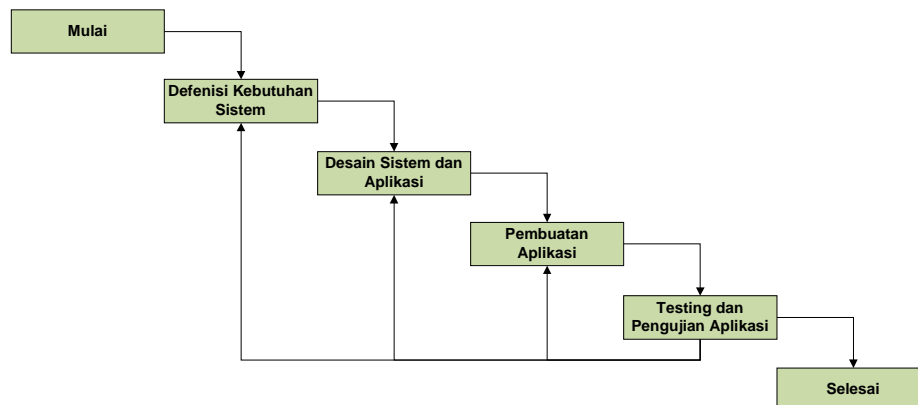 Mulai
Defenisi Kebutuhan
Sistem
Desain Sistem dan
Aplikasi
Pembuatan
Aplikasi
Testing dan
Pengujian Aplikasi
Selesai